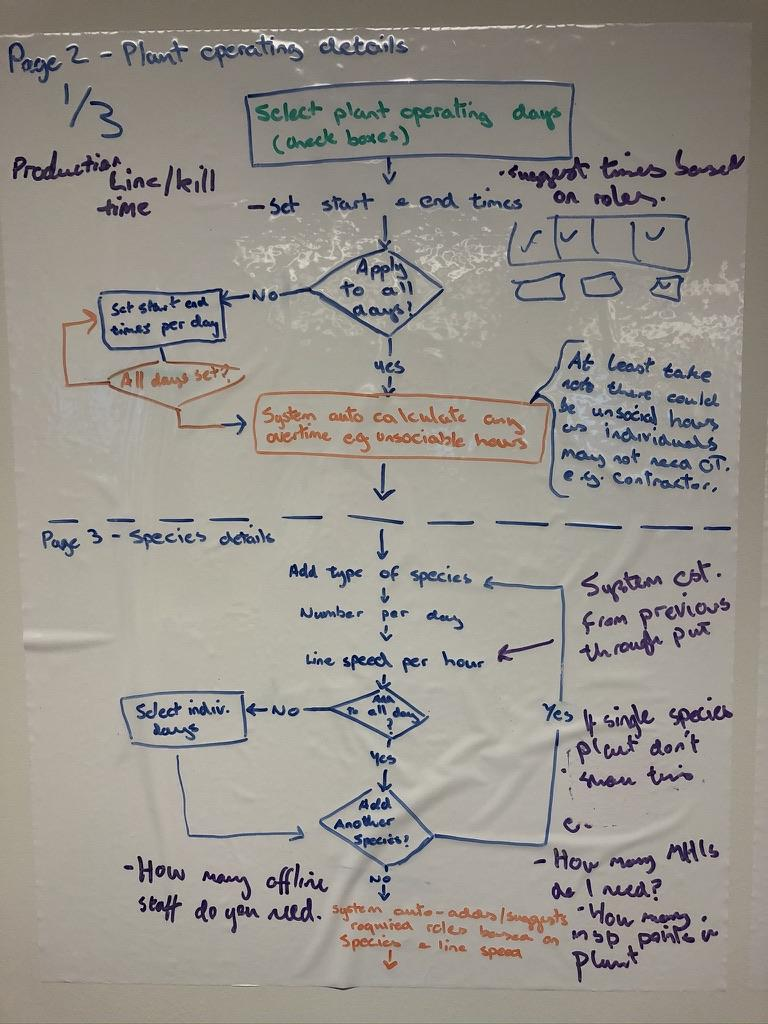 Page 2 - Plant operating details
1/3
Select plant operating days
(check boxes)
Production
Line/kill
time
- Set start & end times
· suggest times based
on roles.
Apply
to all
days?
No
Set start end
times per day
All days set?
yes
System auto calculate any
overtime eg unsociable hours
At least take
note there could
be unsocial hours
as individuals
may not need OT.
e.g. contractor.
Page 3 - Species details
Add type of species
Number per day
Line speed per hour
System est.
from previous
through put
to all day
?
No
Select indiv.
days
Yes
Yes
If single species
plant don't
show this
Add
Another
Species?
No
- How many offline
staff do you need.
System auto-adds/suggests
required roles based on
Species & line speed
- How many MHIs
do I need?
- How many
insp points in
plant